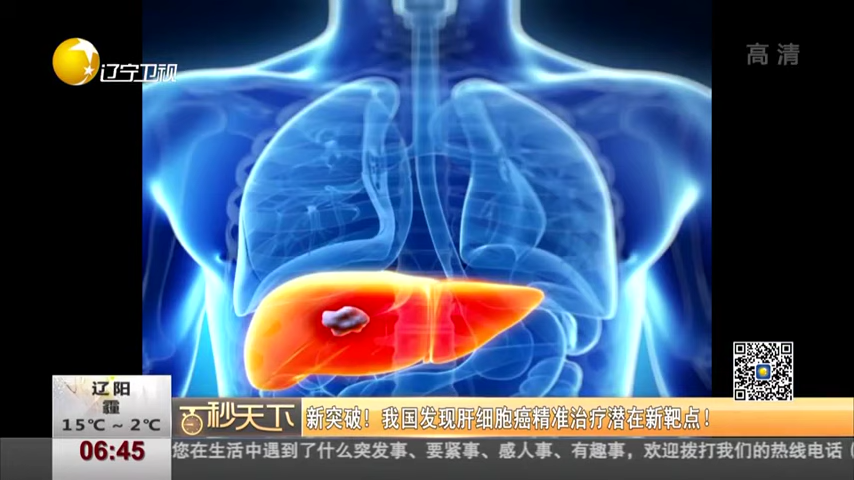 辽宁卫视
高清
辽阳
霾
15℃~2℃
06:45
百秒天下
新突破！我国发现肝细胞癌精准治疗潜在新靶点！
您在生活中遇到了什么突发事、要紧事、感人事、有趣事，欢迎拨打我们的热线电话（